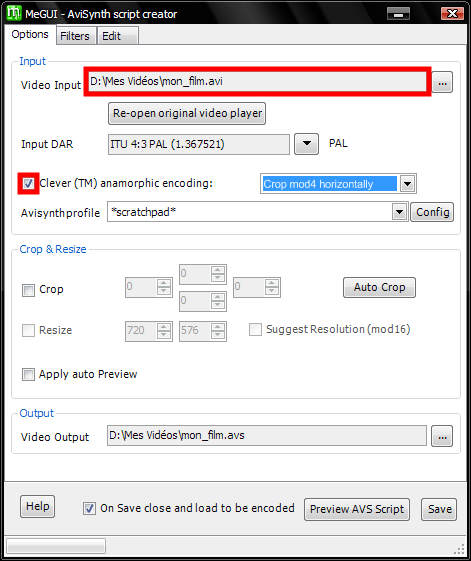 MeGUI - AviSynth script creator
Options Filters Edit
Input
Video Input D:\Mes Vidéos\mon_film.avi ...
Re-open original video player
Input DAR ITU 4:3 PAL (1.367521) PAL
Clever (TM) anamorphic encoding: Crop mod4 horizontally
Avisynthprofile *scratchpad* Config
Crop & Resize
0
Crop 0 0 Auto Crop
0
Resize 720 576 Suggest Resolution (mod16)
Apply auto Preview
Output
Video Output D:\Mes Vidéos\mon_film.avs ...
Help On Save close and load to be encoded Preview AVS Script Save